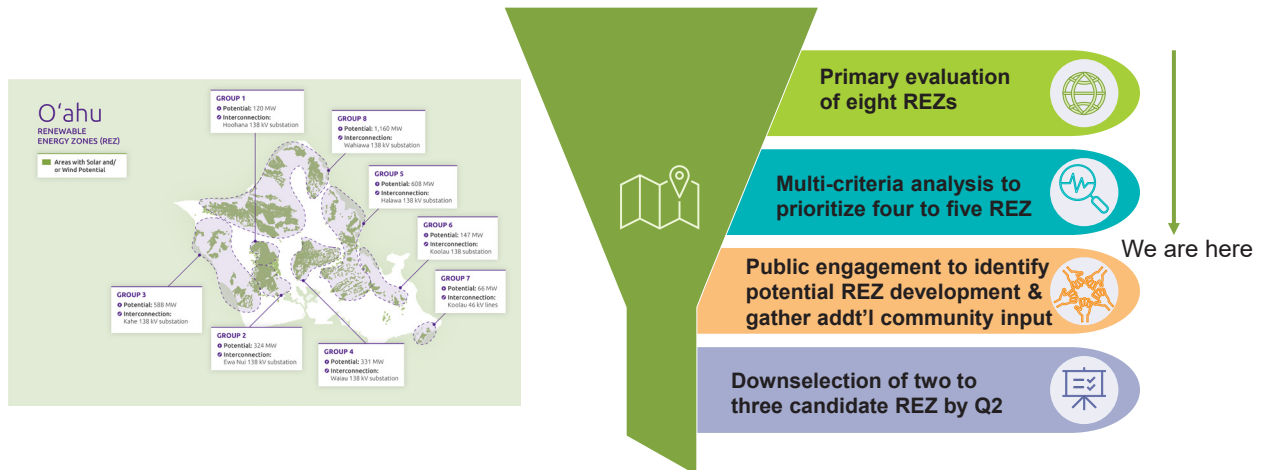 O‘ahu
RENEWABLE
ENERGY ZONES (REZ)
Areas with Solar and/
or Wind Potential
GROUP 1
Potential: 120 MW
Interconnection:
Hoohana 138 kV substation
GROUP 8
Potential: 1,160 MW
Interconnection:
Wahiawa 138 kV substation
GROUP 5
Potential: 608 MW
Interconnection:
Halawa 138 kV substation
GROUP 6
Potential: 147 MW
Interconnection:
Koolau 138 substation
GROUP 7
Potential: 66 MW
Interconnection:
Koolau 46 kV lines
GROUP 3
Potential: 588 MW
Interconnection:
Kahe 138 kV substation
GROUP 2
Potential: 324 MW
Interconnection:
Ewa Nui 138 kV substation
GROUP 4
Potential: 331 MW
Interconnection:
Waiau 138 kV substation
Primary evaluation
of eight REZs
Multi-criteria analysis to
prioritize four to five REZ
We are here
Public engagement to identify
potential REZ development &
gather addt’l community input
Downselection of two to
three candidate REZ by Q2